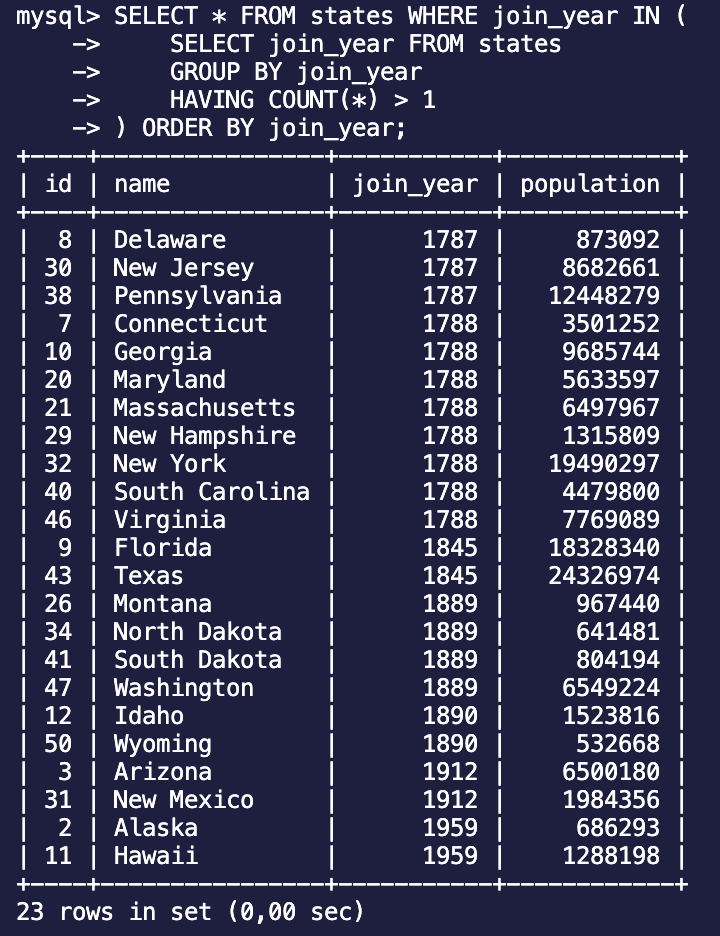 mysql> SELECT * FROM states WHERE join_year IN (
    ->     SELECT join_year FROM states
    ->     GROUP BY join_year
    ->     HAVING COUNT(*) > 1
    -> ) ORDER BY join_year;
+----+----------------+-----------+------------+
| id | name           | join_year | population |
+----+----------------+-----------+------------+
|  8 | Delaware       |      1787 |     873092 |
| 30 | New Jersey     |      1787 |    8682661 |
| 38 | Pennsylvania   |      1787 |   12448279 |
|  7 | Connecticut    |      1788 |    3501252 |
| 10 | Georgia        |      1788 |    9685744 |
| 20 | Maryland       |      1788 |    5633597 |
| 21 | Massachusetts  |      1788 |    6497967 |
| 29 | New Hampshire  |      1788 |    1315809 |
| 32 | New York       |      1788 |   19490297 |
| 40 | South Carolina |      1788 |    4479800 |
| 46 | Virginia       |      1788 |    7769089 |
|  9 | Florida        |      1845 |   18328340 |
| 43 | Texas          |      1845 |   24326974 |
| 26 | Montana        |      1889 |     967440 |
| 34 | North Dakota   |      1889 |     641481 |
| 41 | South Dakota   |      1889 |     804194 |
| 47 | Washington     |      1889 |    6549224 |
| 12 | Idaho          |      1890 |    1523816 |
| 50 | Wyoming        |      1890 |     532668 |
|  3 | Arizona        |      1912 |    6500180 |
| 31 | New Mexico     |      1912 |    1984356 |
|  2 | Alaska         |      1959 |     686293 |
| 11 | Hawaii         |      1959 |    1288198 |
+----+----------------+-----------+------------+
23 rows in set (0,00 sec)